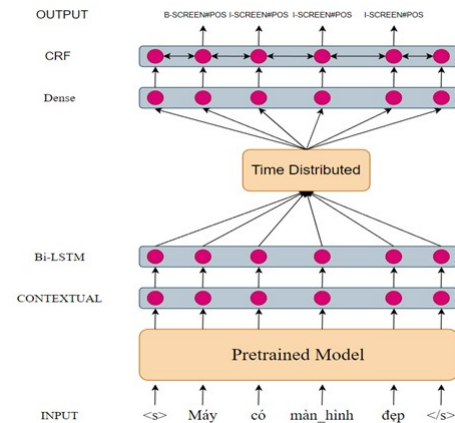 OUTPUT B-SCREEN#POS I-SCREEN#POS I-SCREEN#POS I-SCREEN#POS
CRF
Dense
Time Distributed
Bi-LSTM
CONTEXTUAL
Pretrained Model
INPUT <s> Máy có màn_hình đẹp </s>